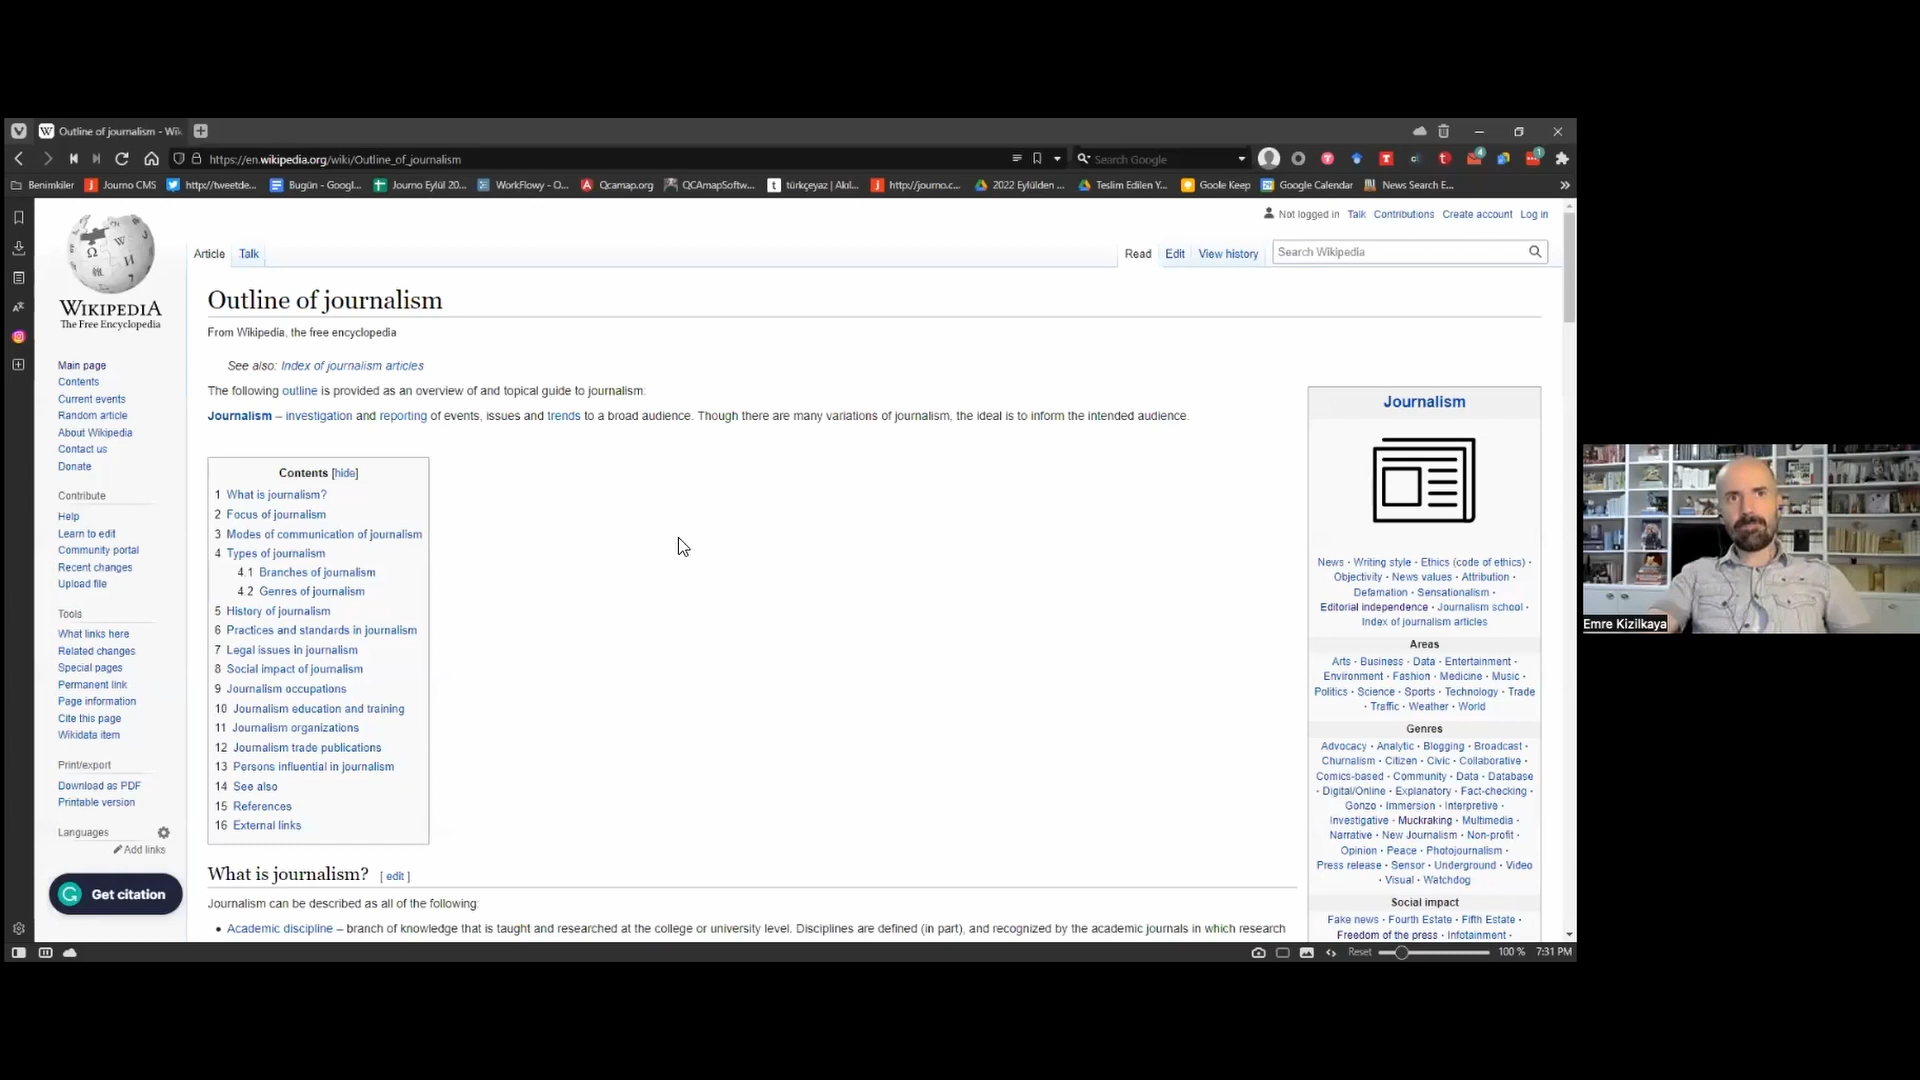 Outline of journalism - Wik
https://en.wikipedia.org/wiki/Outline_of_journalism
Search Google
Benimkiler
Journo CMS
http://tweetde...
Bugün - Googl...
Journo Eylül 20...
WorkFlowy - O...
Qcamap.org
QCAmapSoftw...
türkçeyaz | Akıl...
http://journo.c...
2022 Eylülden ...
Teslim Edilen Y...
Goole Keep
Google Calendar
News Search E...
WIKIPEDIA
The Free Encyclopedia
Main page
Contents
Current events
Random article
About Wikipedia
Contact us
Donate
Contribute
Help
Learn to edit
Community portal
Recent changes
Upload file
Tools
What links here
Related changes
Special pages
Permanent link
Page information
Cite this page
Wikidata item
Print/export
Download as PDF
Printable version
Languages
Add links
Get citation
Not logged in Talk Contributions Create account Log in
Article Talk
Read Edit View history
Search Wikipedia
Outline of journalism
From Wikipedia, the free encyclopedia
See also: Index of journalism articles
The following outline is provided as an overview of and topical guide to journalism:
Journalism – investigation and reporting of events, issues and trends to a broad audience. Though there are many variations of journalism, the ideal is to inform the intended audience.
Contents [hide]
1 What is journalism?
2 Focus of journalism
3 Modes of communication of journalism
4 Types of journalism
4.1 Branches of journalism
4.2 Genres of journalism
5 History of journalism
6 Practices and standards in journalism
7 Legal issues in journalism
8 Social impact of journalism
9 Journalism occupations
10 Journalism education and training
11 Journalism organizations
12 Journalism trade publications
13 Persons influential in journalism
14 See also
15 References
16 External links
What is journalism? [ edit ]
Journalism can be described as all of the following:
• Academic discipline – branch of knowledge that is taught and researched at the college or university level. Disciplines are defined (in part), and recognized by the academic journals in which research
Journalism
News · Writing style · Ethics (code of ethics) ·
Objectivity · News values · Attribution ·
Defamation · Sensationalism ·
Editorial independence · Journalism school ·
Index of journalism articles
Areas
Arts · Business · Data · Entertainment ·
Environment · Fashion · Medicine · Music ·
Politics · Science · Sports · Technology · Trade
· Traffic · Weather · World
Genres
Advocacy · Analytic · Blogging · Broadcast ·
Churnalism · Citizen · Civic · Collaborative ·
Comics-based · Community · Data · Database
· Digital/Online · Explanatory · Fact-checking ·
Gonzo · Immersion · Interpretive ·
Investigative · Muckraking · Multimedia ·
Narrative · New Journalism · Non-profit ·
Opinion · Peace · Photojournalism ·
Press release · Sensor · Underground · Video
· Visual · Watchdog
Social impact
Fake news · Fourth Estate · Fifth Estate ·
Freedom of the press · Infotainment ·
Emre Kizilkaya
Reset 100 % 7:31 PM